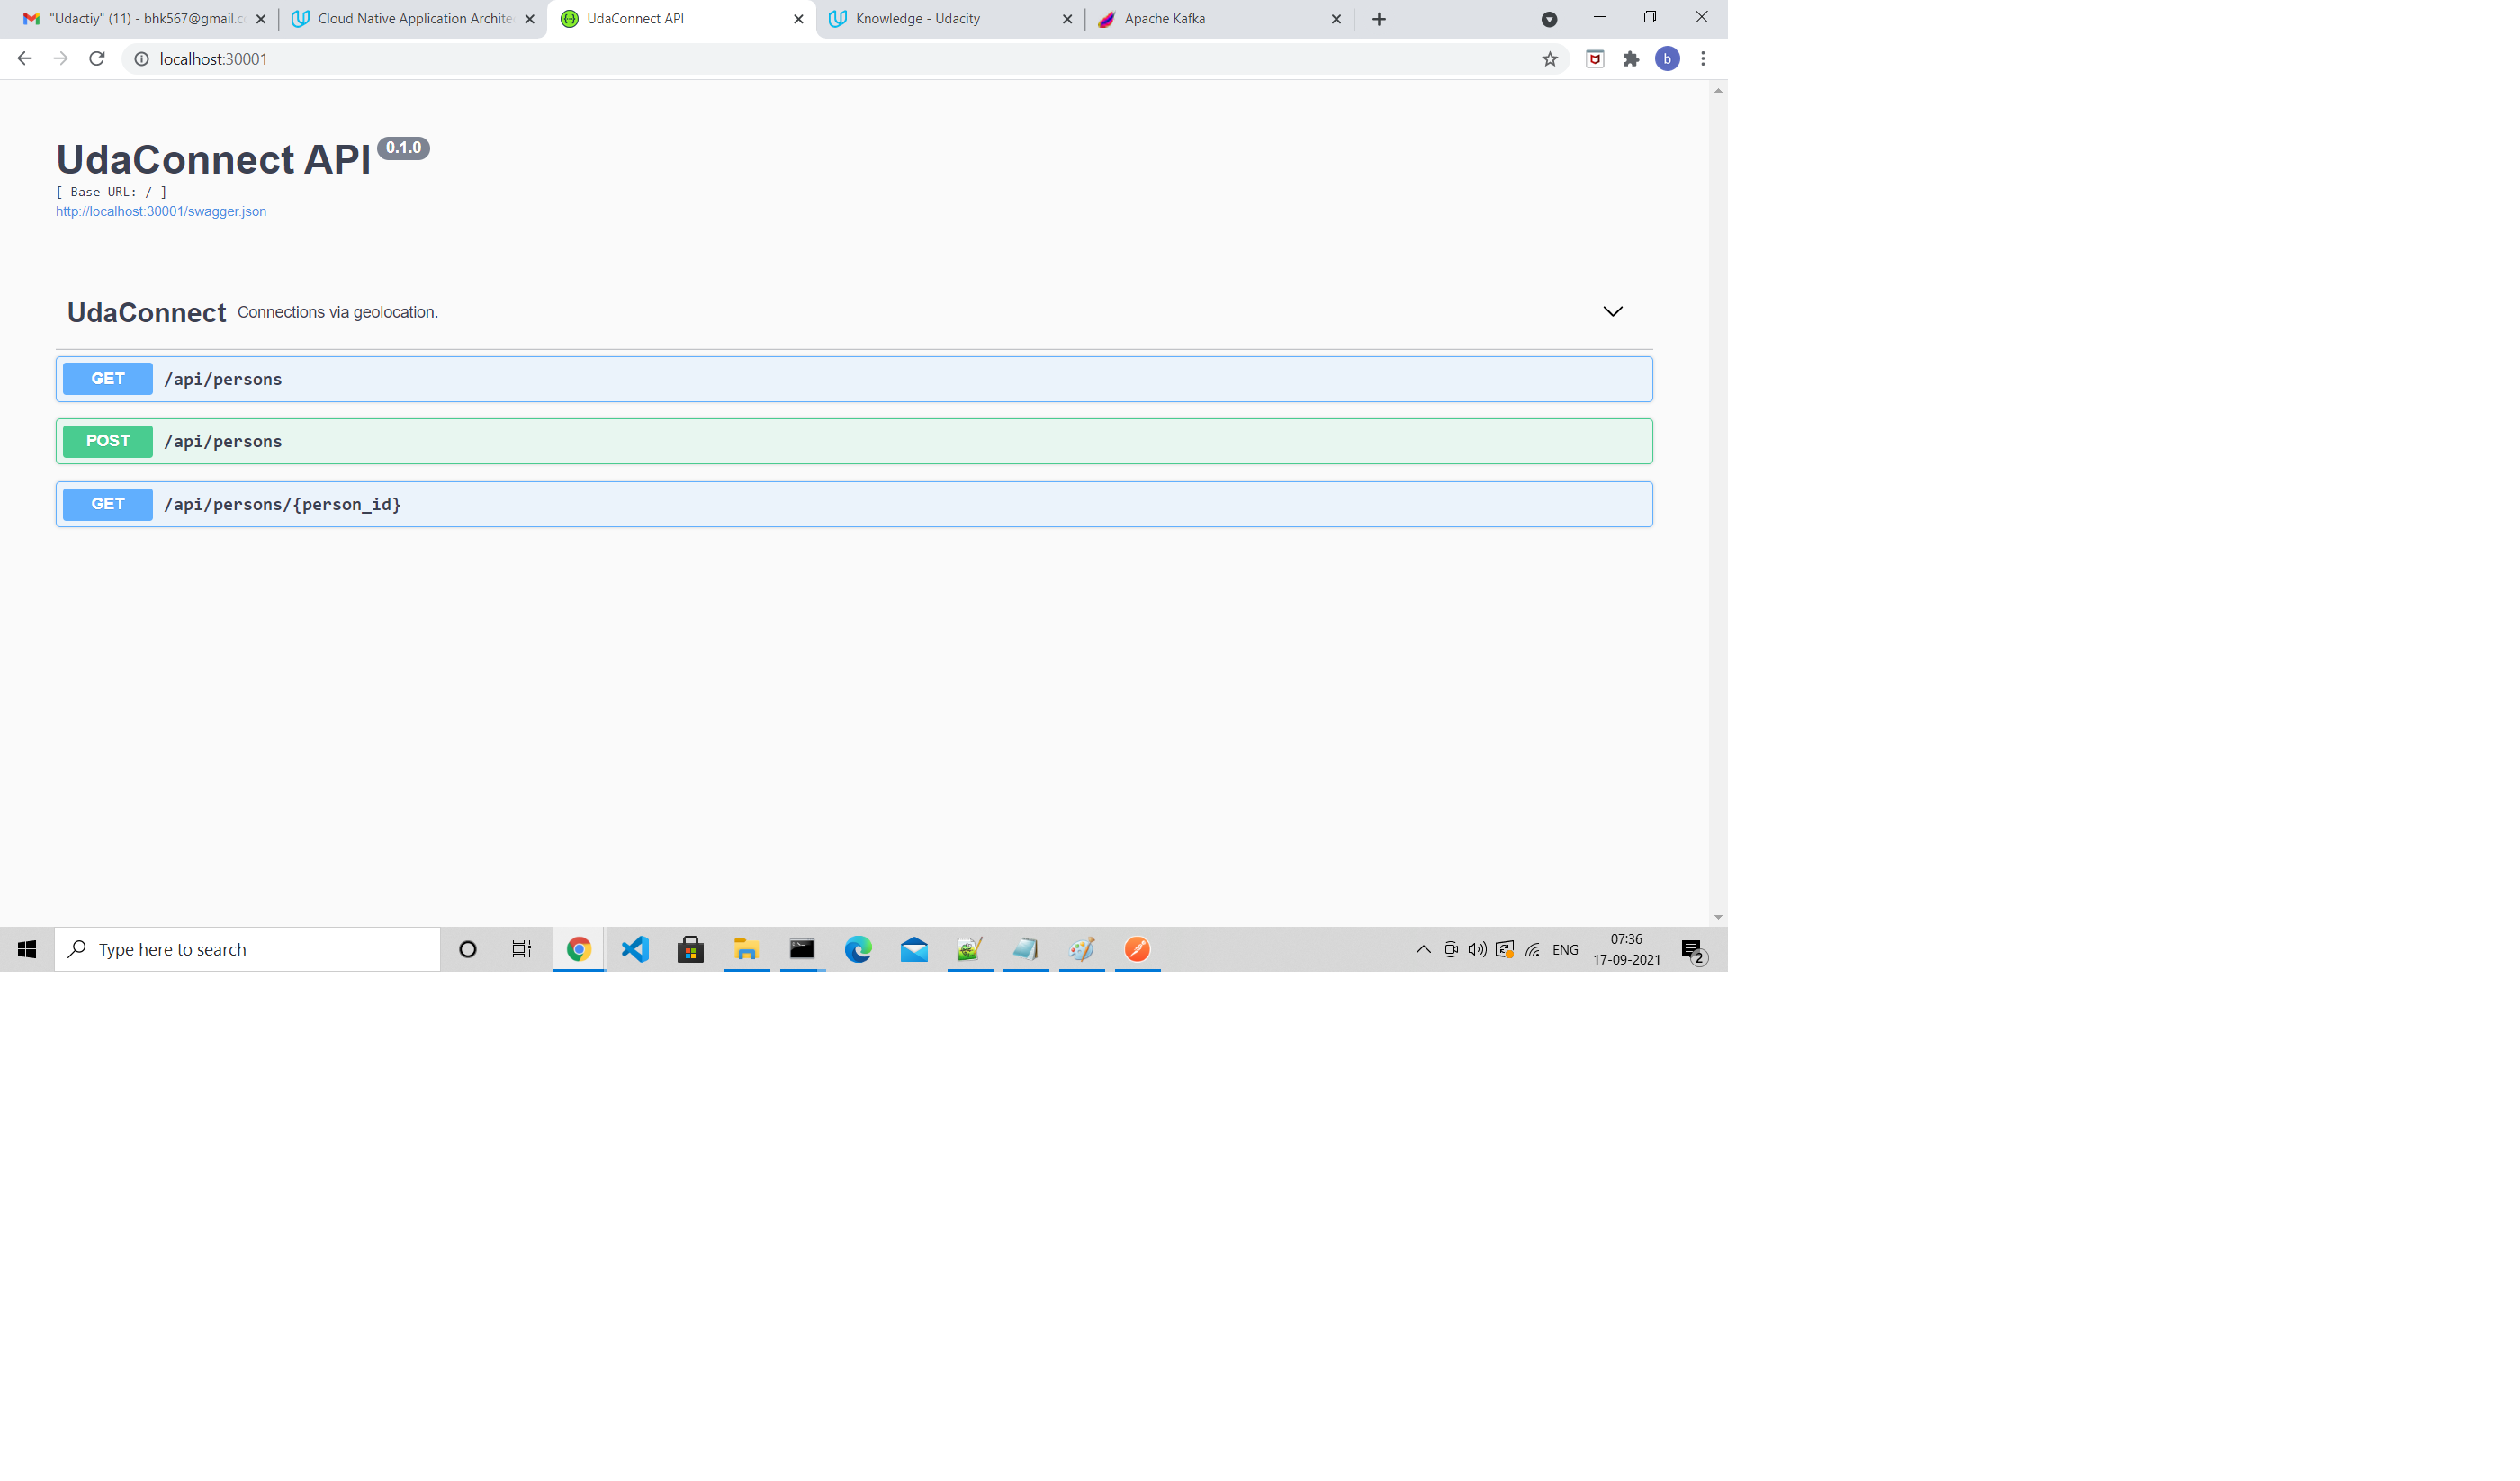 "Udactiy" (11) - bhk567@gmail.c
Cloud Native Application Archite
UdaConnect API
Knowledge - Udacity
Apache Kafka
localhost:30001
b
UdaConnect API 0.1.0
[ Base URL: / ]
http://localhost:30001/swagger.json
UdaConnect Connections via geolocation.
GET /api/persons
POST /api/persons
GET /api/persons/{person_id}
Type here to search
ENG
07:36
17-09-2021
2